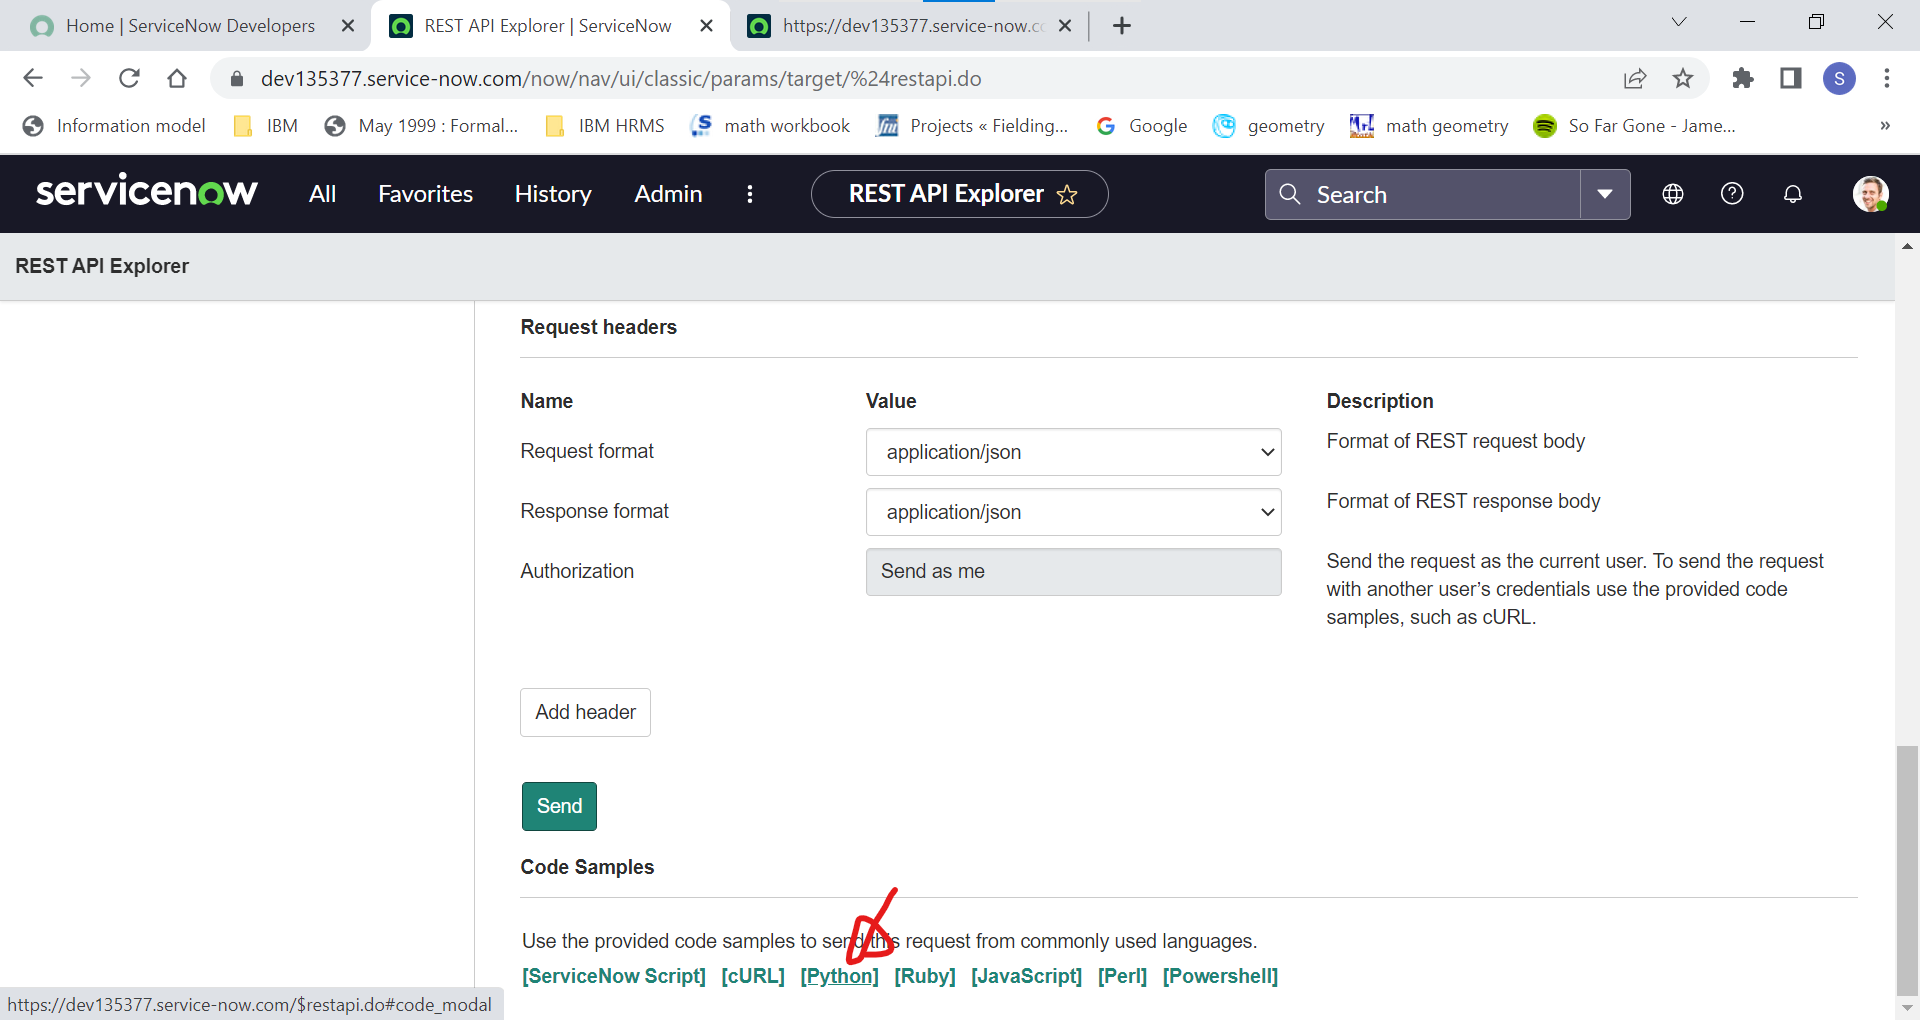 Home | ServiceNow Developers
REST API Explorer | ServiceNow
https://dev135377.service-now.co
dev135377.service-now.com/now/nav/ui/classic/params/target/%24restapi.do
S
Information model
IBM
May 1999 : Formal...
IBM HRMS
math workbook
Projects « Fielding...
Google
geometry
math geometry
So Far Gone - Jame...
»
servicenow
All
Favorites
History
Admin
REST API Explorer
Search
REST API Explorer
Request headers
Name Value Description
Request format application/json Format of REST request body
Response format application/json Format of REST response body
Authorization Send as me Send the request as the current user. To send the request
with another user’s credentials use the provided code
samples, such as cURL.
Add header
Send
Code Samples
Use the provided code samples to send this request from commonly used languages.
[ServiceNow Script] [cURL] [Python] [Ruby] [JavaScript] [Perl] [Powershell]
https://dev135377.service-now.com/$restapi.do#code_modal